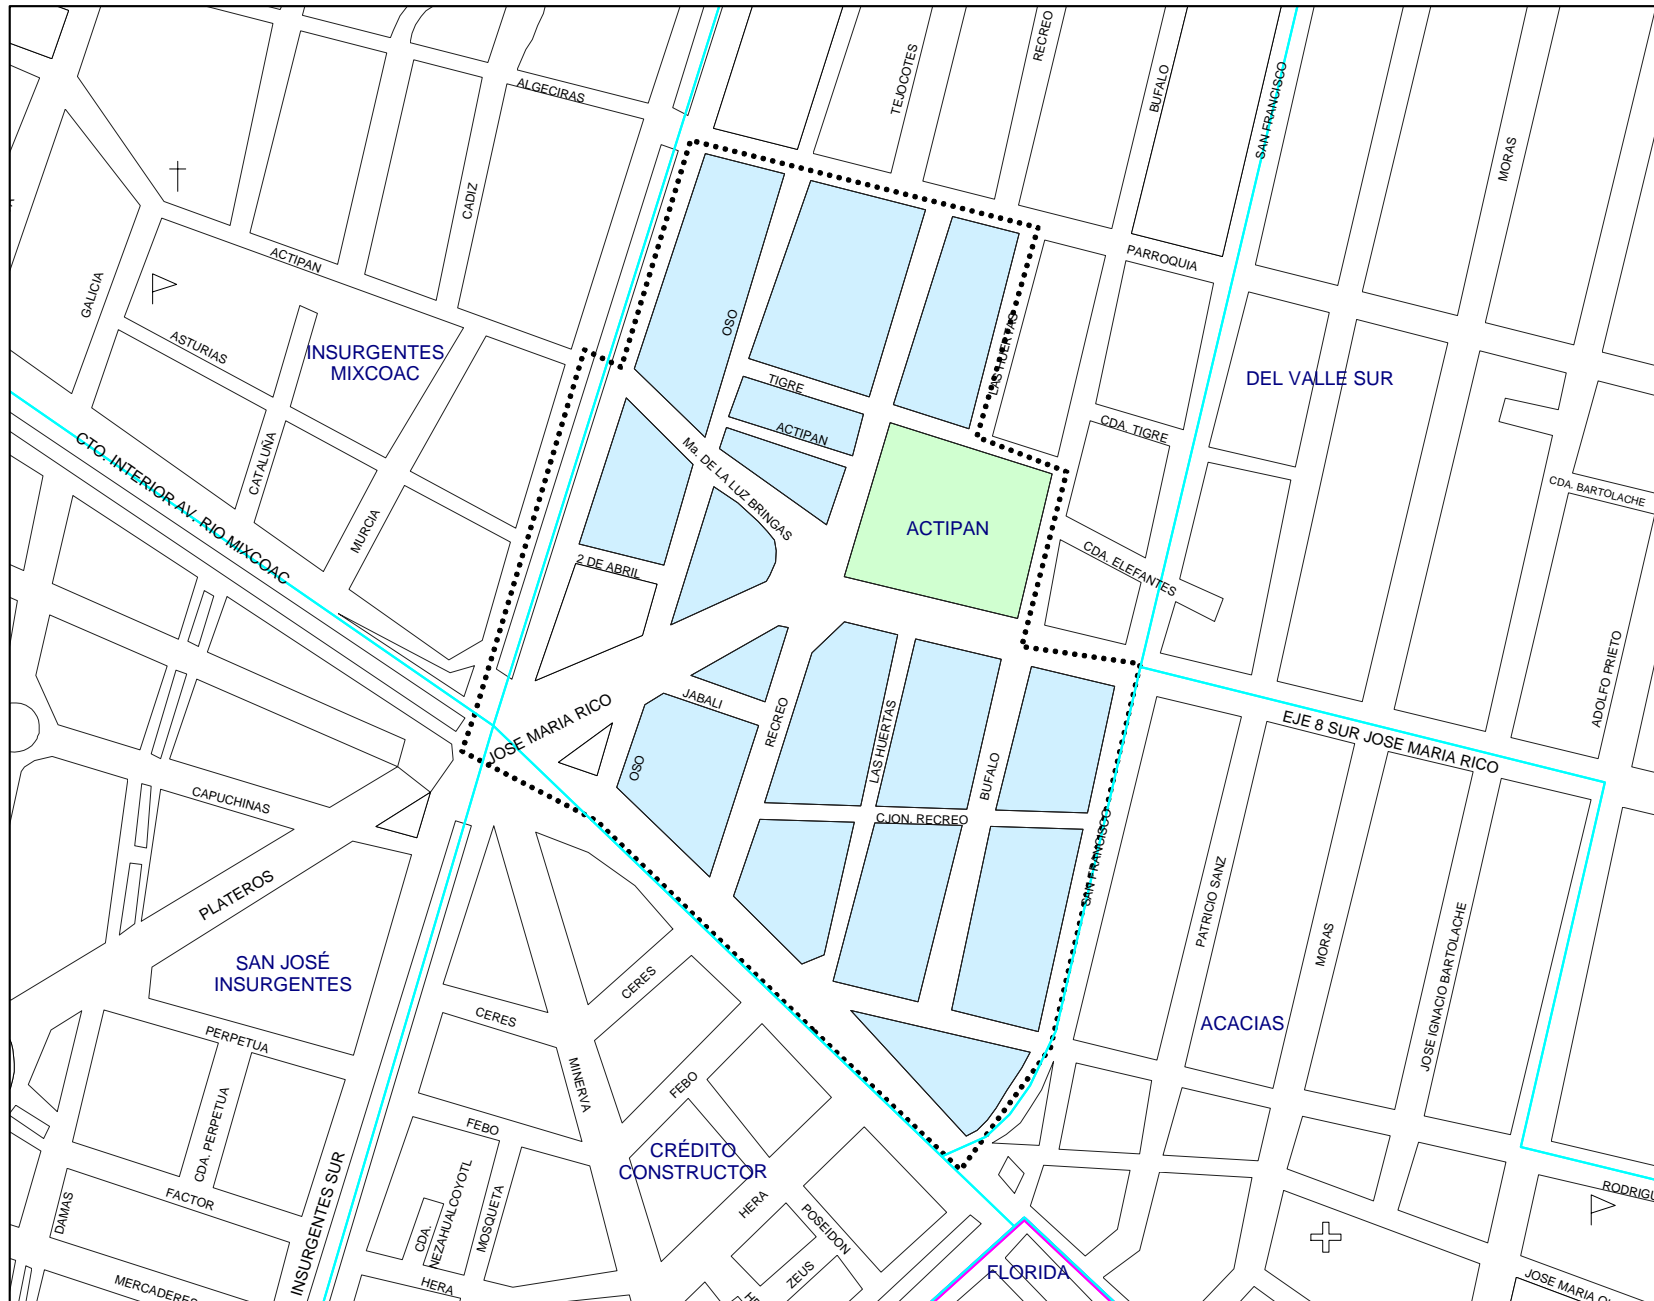 RECREO
TEJOCOTES
BUFALO
SAN FRANCISCO
MORAS
ALGECIRAS
CADIZ
ACTIPAN
GALICIA
ASTURIAS
INSURGENTES
MIXCOAC
PARROQUIA
OSO
LAS HUERTAS
DEL VALLE SUR
TIGRE
ACTIPAN
CDA. TIGRE
CATALUÑA
CTO. INTERIOR AV. RIO MIXCOAC
MURCIA
Ma. DE LA LUZ BRINGAS
CDA. BARTOLACHE
ACTIPAN
2 DE ABRIL
CDA. ELEFANTES
ADOLFO PRIETO
JABALI
RECREO
JOSE MARIA RICO
LAS HUERTAS
EJE 8 SUR JOSE MARIA RICO
OSO
BUFALO
CAPUCHINAS
CJON. RECREO
SAN FRANCISCO
PLATEROS
PATRICIO SANZ
MORAS
JOSE IGNACIO BARTOLACHE
SAN JOSÉ
INSURGENTES
CERES
CERES
ACACIAS
PERPETUA
MINERVA
FEBO
CDA. PERPETUA
FEBO
CRÉDITO
CONSTRUCTOR
FACTOR
DAMAS
INSURGENTES SUR
CDA.
NEZAHUALCOYOTL
MOSQUETA
HERA
POSEIDON
RODRIGU
ZEUS
FLORIDA
MERCADERES
HERA
JOSE MARIA